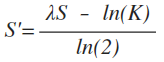 S′= λS − ln(K) / ln(2)